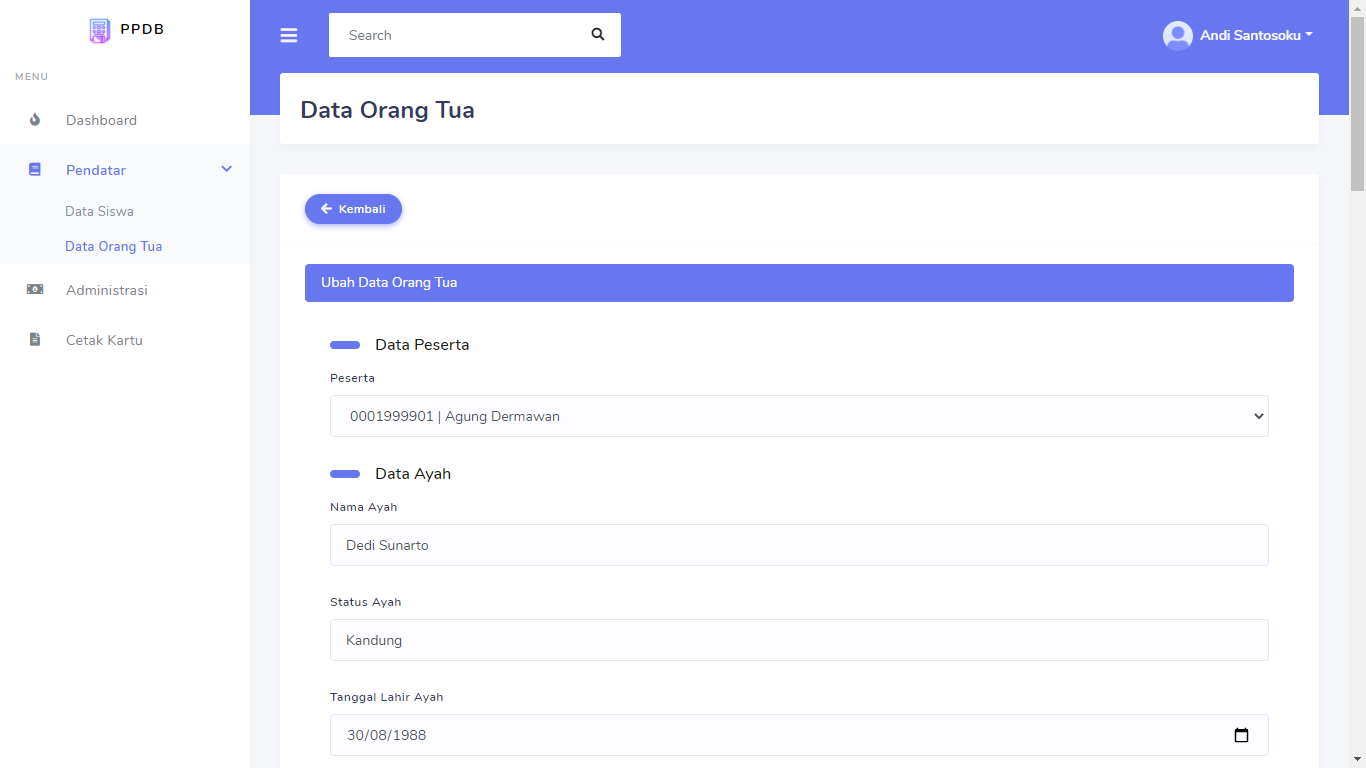 PPDB
MENU
Dashboard
Pendatar
Data Siswa
Data Orang Tua
Administrasi
Cetak Kartu
Search
Andi Santosoku
Data Orang Tua
Kembali
Ubah Data Orang Tua
Data Peserta
Peserta
0001999901 | Agung Dermawan
Data Ayah
Nama Ayah
Dedi Sunarto
Status Ayah
Kandung
Tanggal Lahir Ayah
30/08/1988